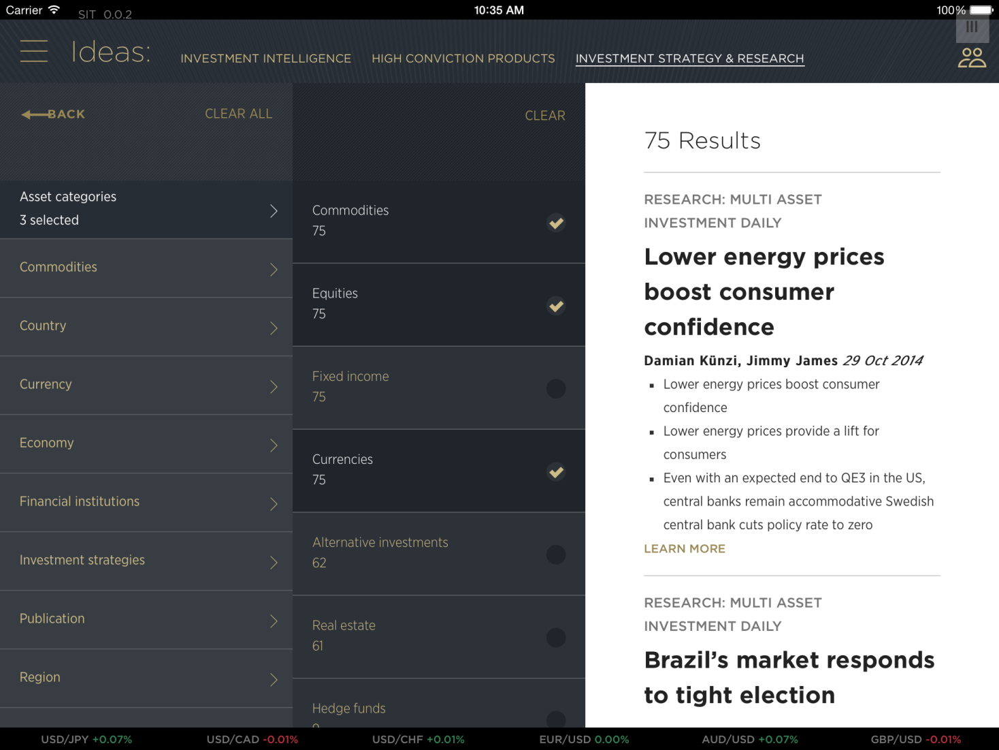 Carrier
SIT 0.0.2
10:35 AM
100%
Ideas:
INVESTMENT INTELLIGENCE
HIGH CONVICTION PRODUCTS
INVESTMENT STRATEGY & RESEARCH
BACK
CLEAR ALL
Asset categories
3 selected
Commodities
Country
Currency
Economy
Financial institutions
Investment strategies
Publication
Region
CLEAR
Commodities
75
Equities
75
Fixed income
75
Currencies
75
Alternative investments
62
Real estate
61
Hedge funds
75 Results
RESEARCH: MULTI ASSET
INVESTMENT DAILY
Lower energy prices
boost consumer
confidence
Damian Künzi, Jimmy James 29 Oct 2014
▪ Lower energy prices boost consumer
confidence
▪ Lower energy prices provide a lift for
consumers
▪ Even with an expected end to QE3 in the US,
central banks remain accommodative Swedish
central bank cuts policy rate to zero
LEARN MORE
RESEARCH: MULTI ASSET
INVESTMENT DAILY
Brazil’s market responds
to tight election
USD/JPY +0.07%
USD/CAD -0.01%
USD/CHF +0.01%
EUR/USD 0.00%
AUD/USD +0.07%
GBP/USD -0.01%